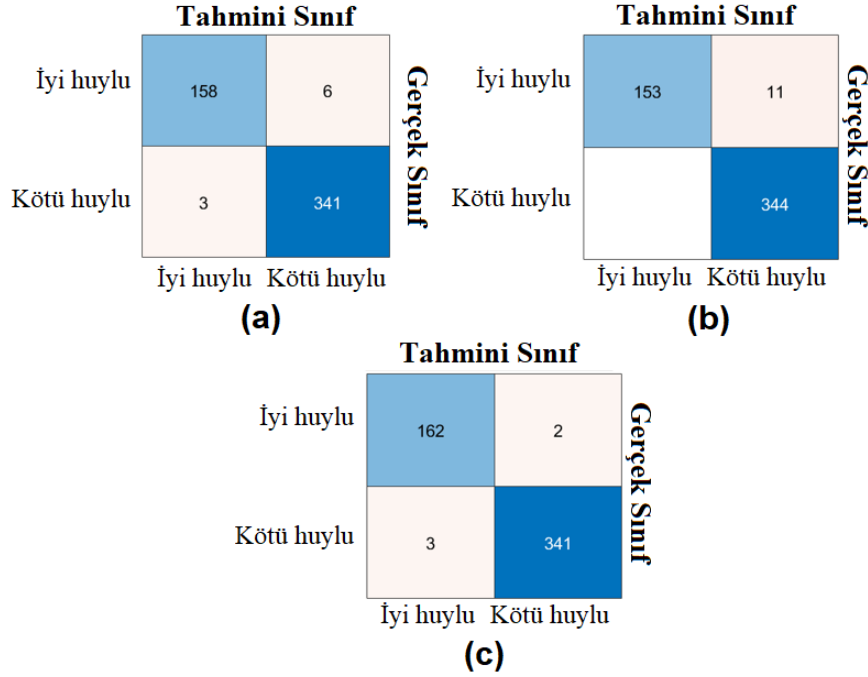 Tahmini Sınıf
İyi huylu
158
6
Kötü huylu
3
341
Gerçek Sınıf
İyi huylu Kötü huylu
(a)
Tahmini Sınıf
İyi huylu
153
11
Kötü huylu
344
Gerçek Sınıf
İyi huylu Kötü huylu
(b)
Tahmini Sınıf
İyi huylu
162
2
Kötü huylu
3
341
Gerçek Sınıf
İyi huylu Kötü huylu
(c)